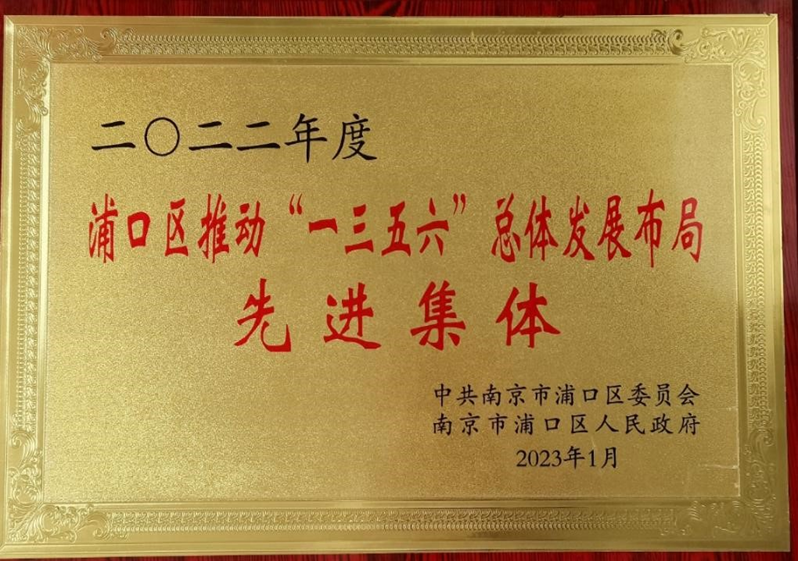 二〇二二年度
浦口区推动“一三五六”总体发展布局
先进集体
中共南京市浦口区委员会
南京市浦口区人民政府
2023年1月